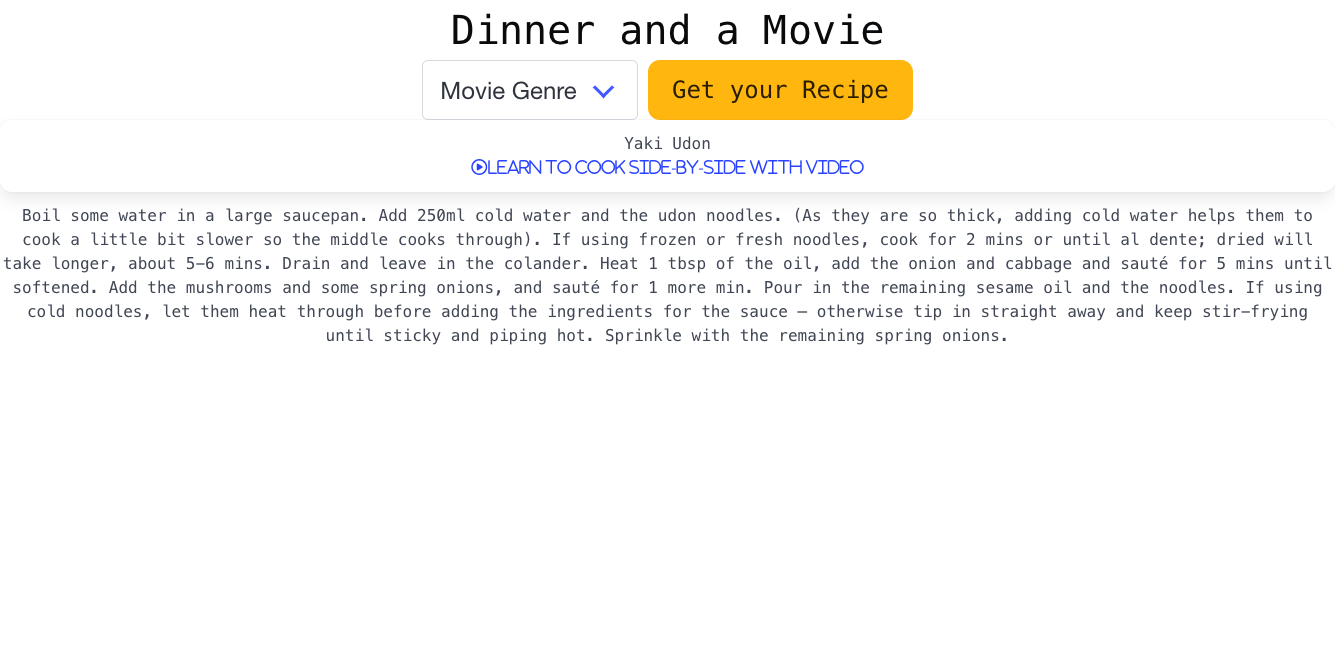 Dinner and a Movie
Movie Genre
Get your Recipe
Yaki Udon
LEARN TO COOK SIDE-BY-SIDE WITH VIDEO
Boil some water in a large saucepan. Add 250ml cold water and the udon noodles. (As they are so thick, adding cold water helps them to
cook a little bit slower so the middle cooks through). If using frozen or fresh noodles, cook for 2 mins or until al dente; dried will
take longer, about 5-6 mins. Drain and leave in the colander. Heat 1 tbsp of the oil, add the onion and cabbage and sauté for 5 mins until
softened. Add the mushrooms and some spring onions, and sauté for 1 more min. Pour in the remaining sesame oil and the noodles. If using
cold noodles, let them heat through before adding the ingredients for the sauce – otherwise tip in straight away and keep stir-frying
until sticky and piping hot. Sprinkle with the remaining spring onions.